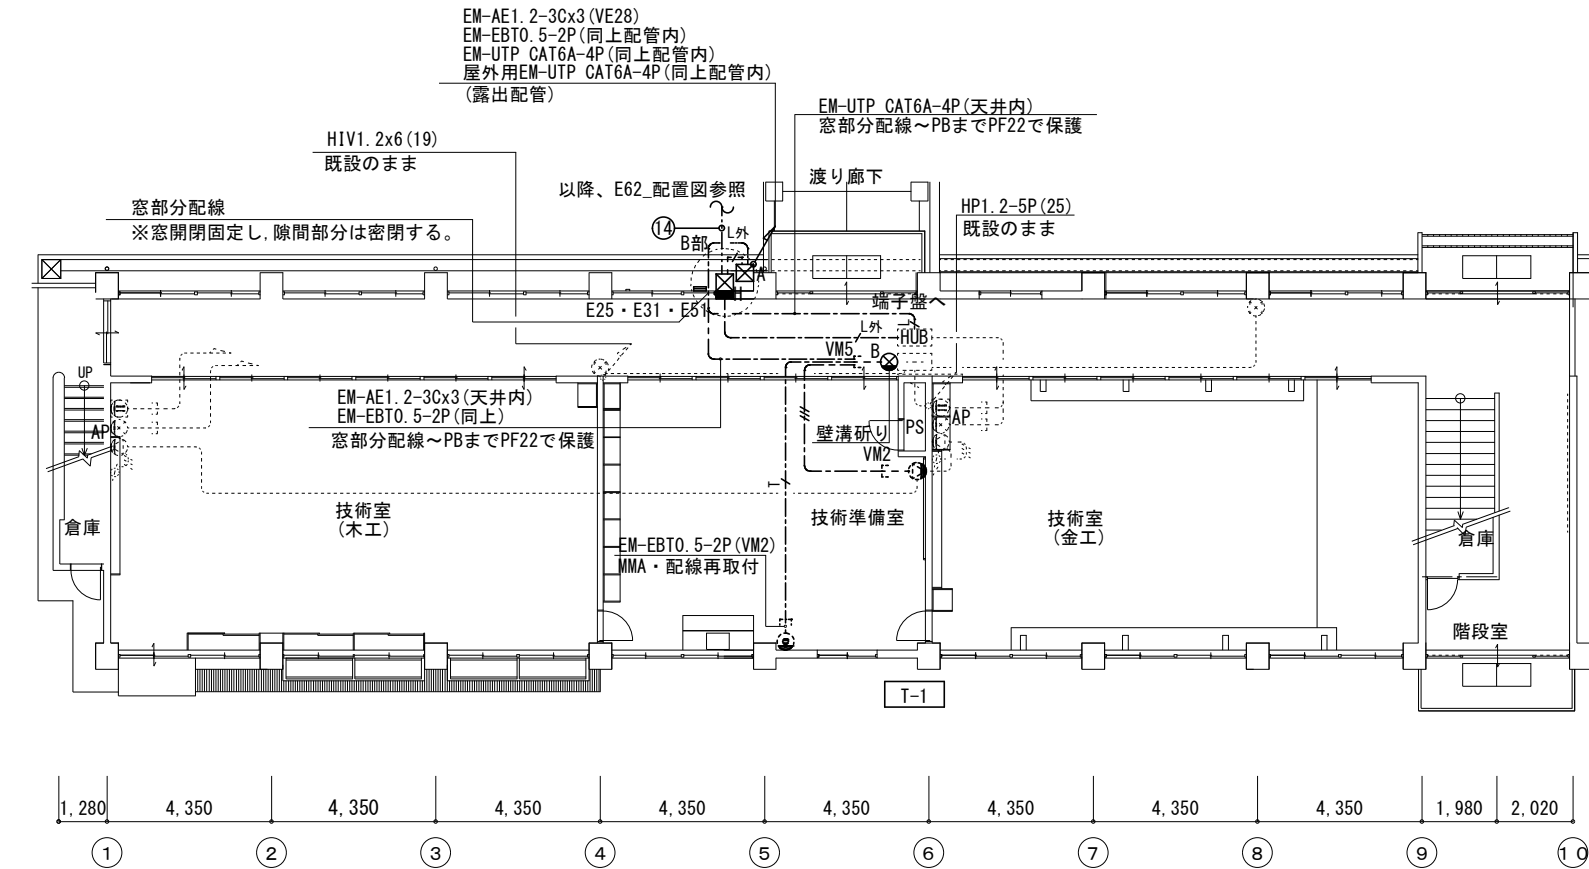 EM-AE1.2-3Cx3(VE28)
EM-EBT0.5-2P(同上配管内)
EM-UTP CAT6A-4P(同上配管内)
屋外用EM-UTP CAT6A-4P(同上配管内)
(露出配管)
EM-UTP CAT6A-4P(天井内)
窓部分配線～PBまでPF22で保護
HIV1.2x6(19)
既設のまま
以降、E62_配置図参照
渡り廊下
窓部分配線
※窓開閉固定し,隙間部分は密閉する。
HP1.2-5P(25)
既設のまま
14
L外
B部
A
E25・E31・E51
端子盤へ
L外
HUB
VM5
B
UP
EM-AE1.2-3Cx3(天井内)
EM-EBT0.5-2P(同上)
窓部分配線～PBまでPF22で保護
AP
AP
PS
壁溝斫り
VM2
T
技術室
(木工)
技術準備室
技術室
(金工)
倉庫
倉庫
EM-EBT0.5-2P(VM2)
MMA・配線再取付
階段室
T-1
1,280
4,350
4,350
4,350
4,350
4,350
4,350
4,350
4,350
1,980
2,020
1
2
3
4
5
6
7
8
9
10